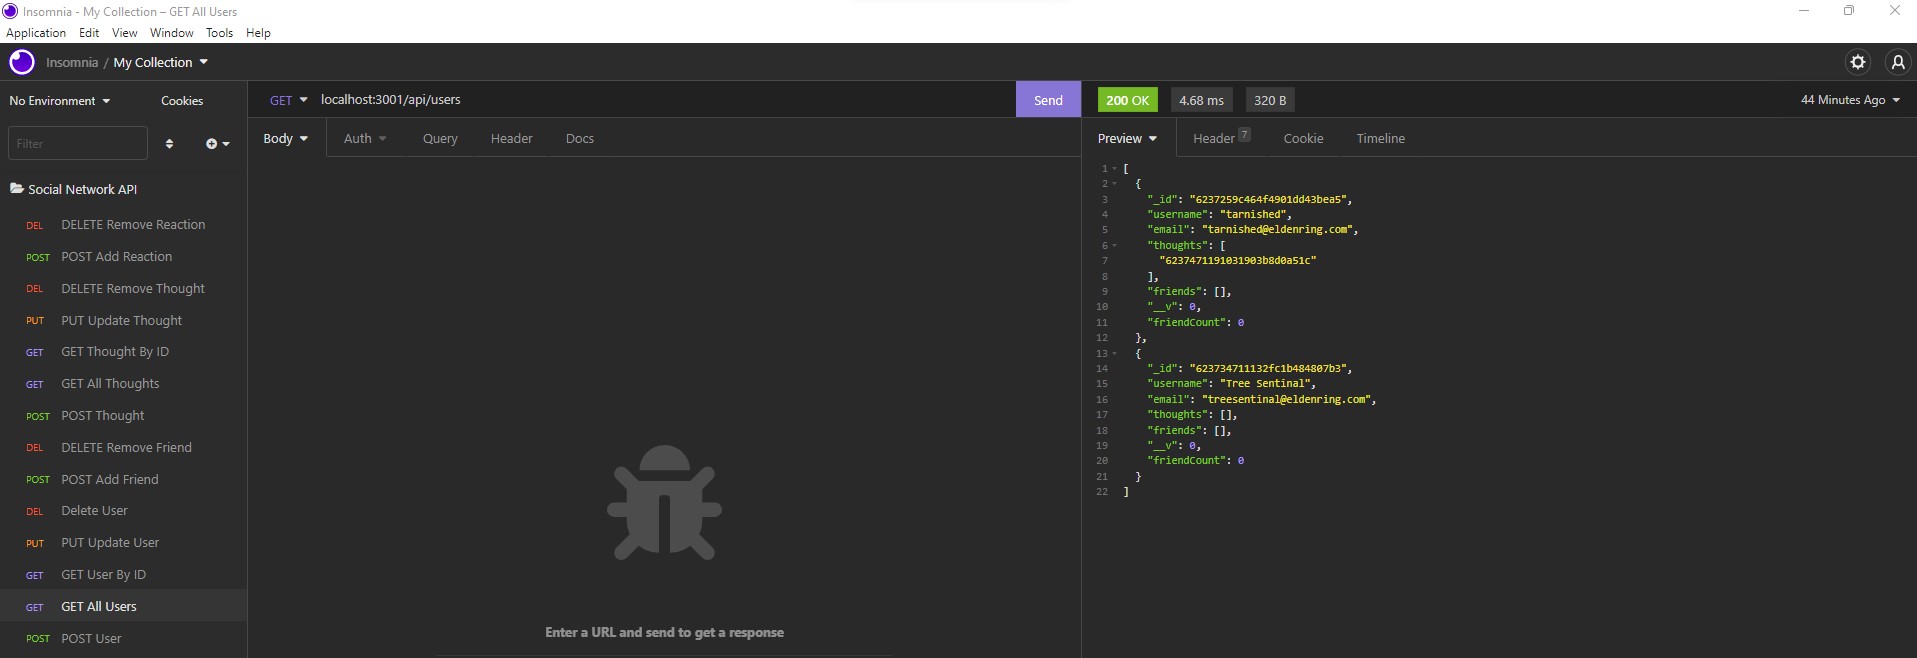 Insomnia - My Collection – GET All Users
Application Edit View Window Tools Help
Insomnia / My Collection
No Environment Cookies
GET localhost:3001/api/users Send
200 OK 4.68 ms 320 B 44 Minutes Ago
Filter
Body Auth Query Header Docs
Preview Header 7 Cookie Timeline
Social Network API
DEL DELETE Remove Reaction
POST POST Add Reaction
DEL DELETE Remove Thought
PUT PUT Update Thought
GET GET Thought By ID
GET GET All Thoughts
POST POST Thought
DEL DELETE Remove Friend
POST POST Add Friend
DEL Delete User
PUT PUT Update User
GET GET User By ID
GET GET All Users
POST POST User
Enter a URL and send to get a response
1 [
2 {
3 "_id": "6237259c464f4901dd43bea5",
4 "username": "tarnished",
5 "email": "tarnished@eldenring.com",
6 "thoughts": [
7 "6237471191031903b8d0a51c"
8 ],
9 "friends": [],
10 "__v": 0,
11 "friendCount": 0
12 },
13 {
14 "_id": "623734711132fc1b484807b3",
15 "username": "Tree Sentinal",
16 "email": "treesentinal@eldenring.com",
17 "thoughts": [],
18 "friends": [],
19 "__v": 0,
20 "friendCount": 0
21 }
22 ]